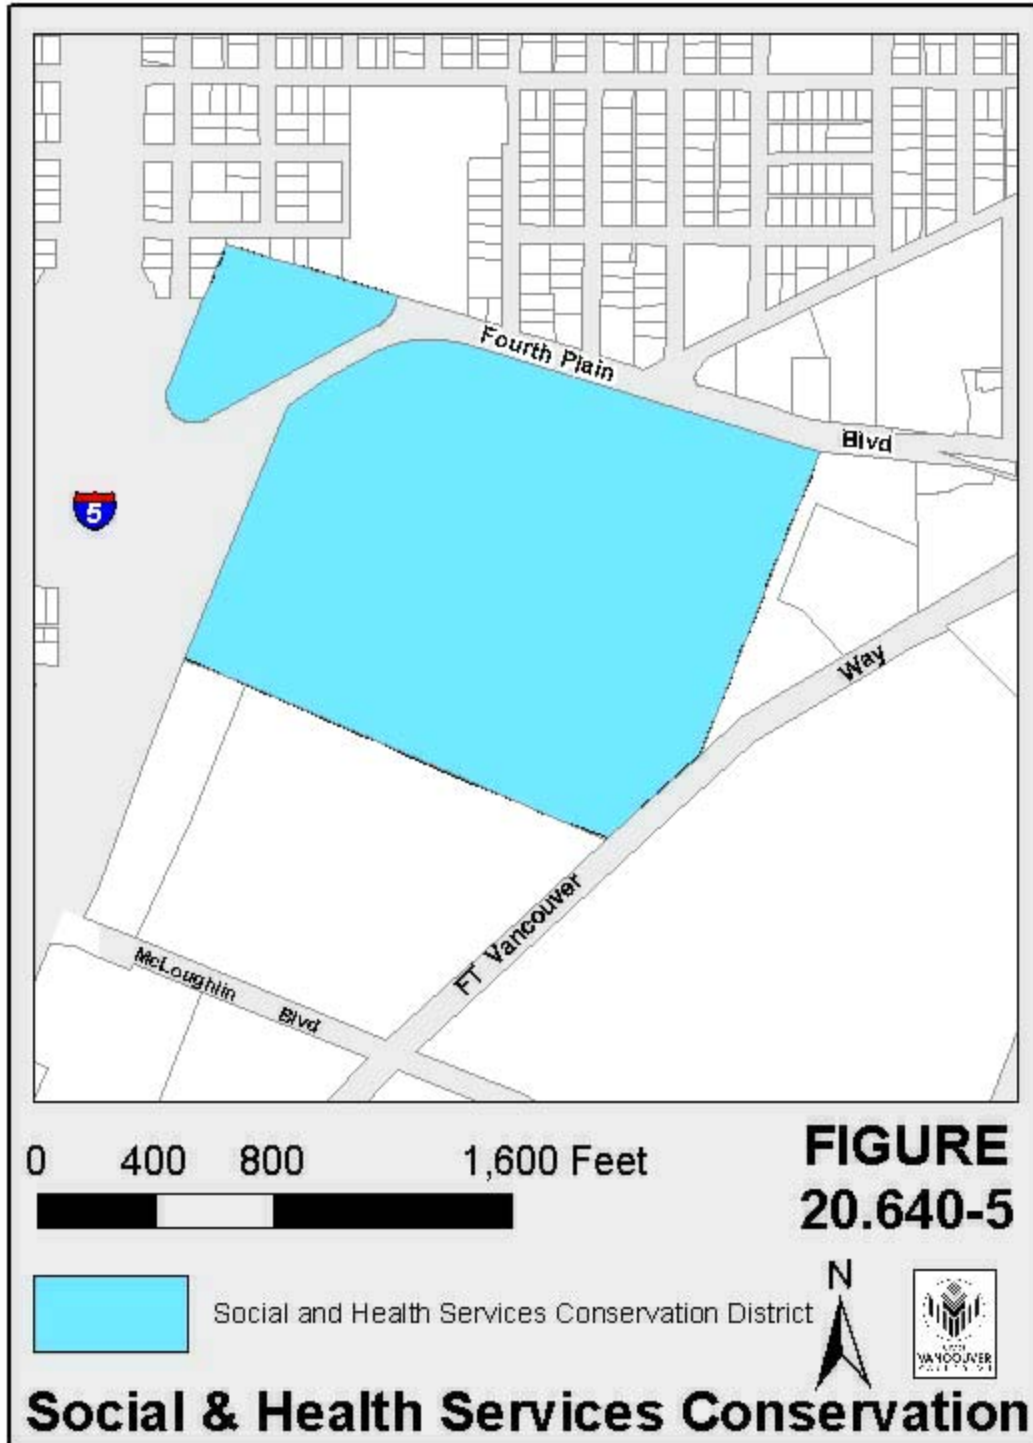 Fourth Plain
Blvd
5
Way
FT Vancouver
McLoughlin
Blvd
0 400 800 1,600 Feet
FIGURE
20.640-5
N
Social and Health Services Conservation District
VANCOUVER
Social & Health Services Conservation